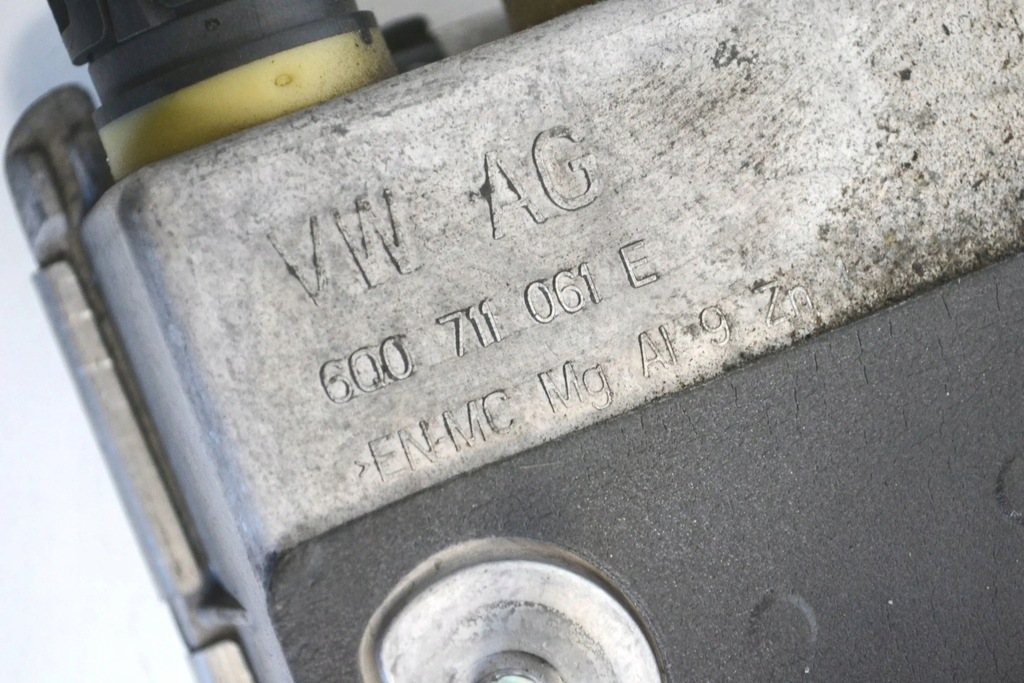 VW AG
6Q0 711 061 E
>EN-MC Mg Al 9 Zn